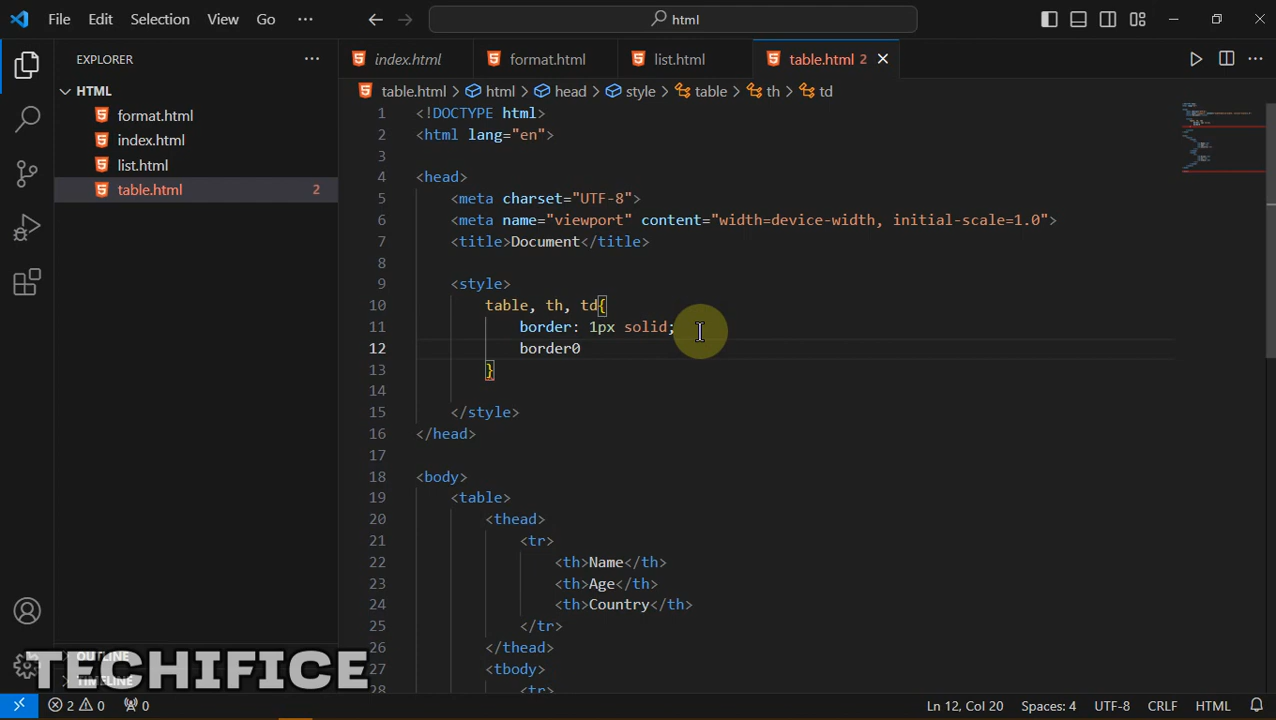 File Edit Selection View Go ··· html
EXPLORER ···
HTML
format.html
index.html
list.html
table.html 2
index.html format.html list.html table.html 2
table.html > html > head > style > table > th > td
1 <!DOCTYPE html>
2 <html lang="en">
3
4 <head>
5 <meta charset="UTF-8">
6 <meta name="viewport" content="width=device-width, initial-scale=1.0">
7 <title>Document</title>
8
9 <style>
10 table, th, td{
11 border: 1px solid;
12 border0
13 }
14
15 </style>
16 </head>
17
18 <body>
19 <table>
20 <thead>
21 <tr>
22 <th>Name</th>
23 <th>Age</th>
24 <th>Country</th>
25 </tr>
26 </thead>
27 <tbody>
28 <tr>
OUTLINE
TIMELINE
TECHIFICE
2 0 0 Ln 12, Col 20 Spaces: 4 UTF-8 CRLF HTML